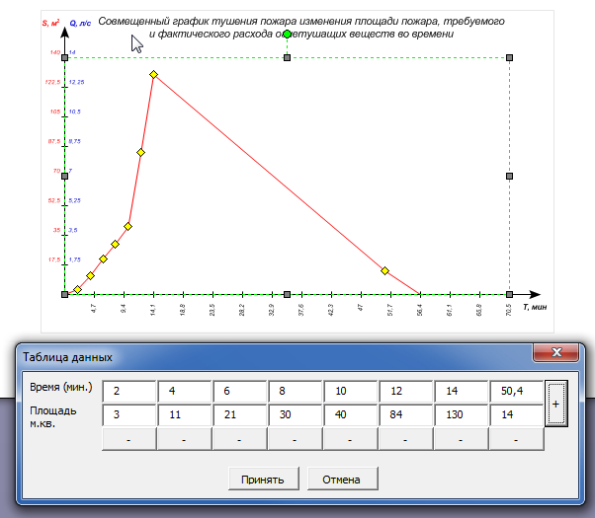 Совмещенный график тушения пожара изменения площади пожара, требуемого
и фактического расхода огнетушащих веществ во времени
S, м² Q, л/с
140 14
122,5 12,25
105 10,5
87,5 8,75
70 7
52,5 5,25
35 3,5
17,5 1,75
4,7 9,4 14,1 18,8 23,5 28,2 32,9 37,6 42,3 47 51,7 56,4 61,1 65,8 70,5
T, мин
Таблица данных
Время (мин.) 2 4 6 8 10 12 14 50,4
Площадь
м.кв. 3 11 21 30 40 84 130 14
+
- - - - - - - -
Принять Отмена